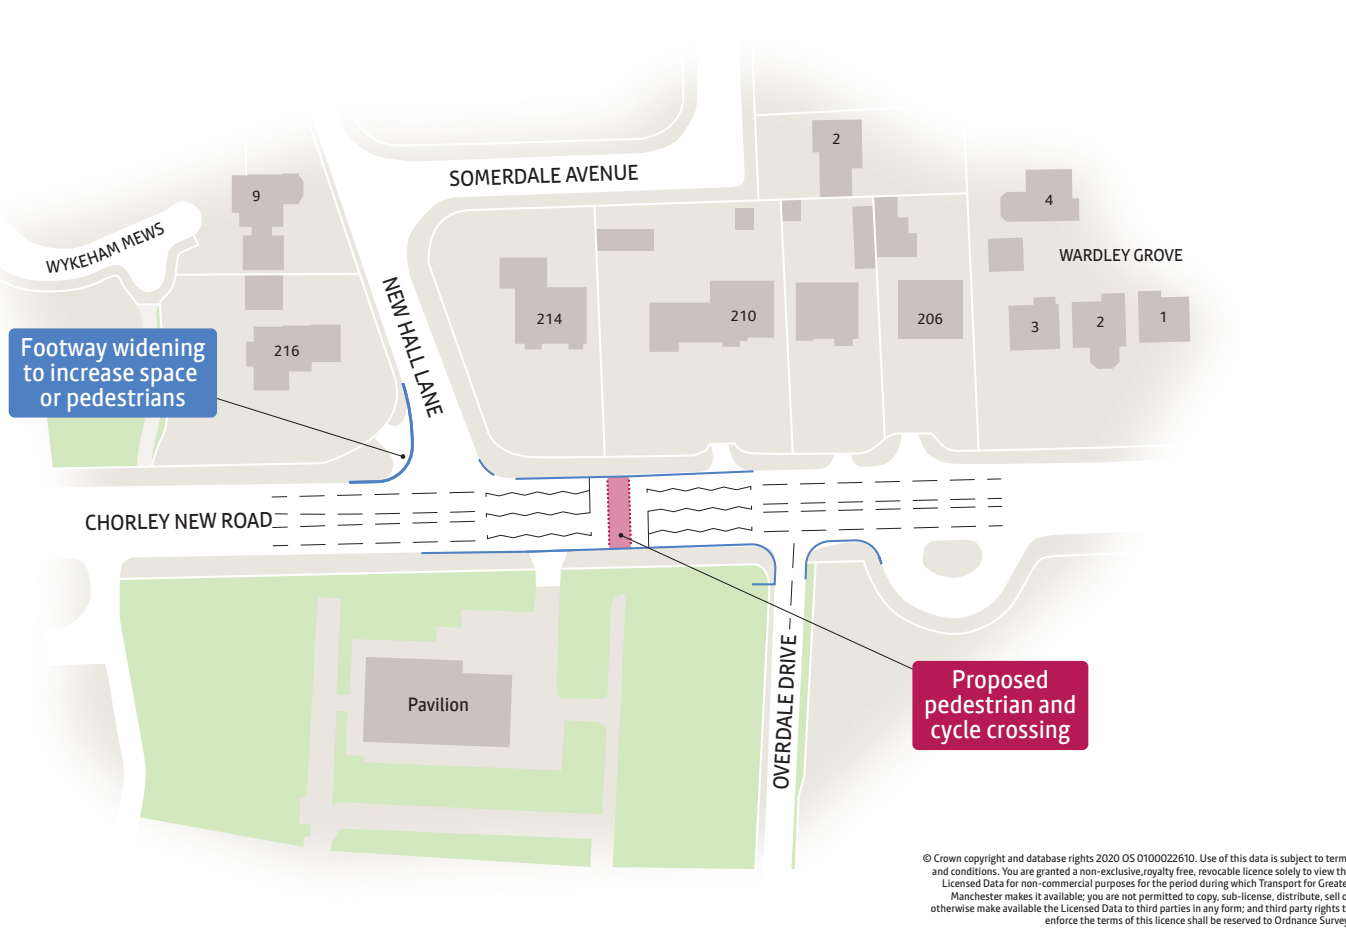 2
SOMERDALE AVENUE
9
4
WYKEHAM MEWS
WARDLEY GROVE
NEW HALL LANE
214
210
206
3
2
1
216
Footway widening
to increase space
or pedestrians
CHORLEY NEW ROAD
Proposed
pedestrian and
cycle crossing
OVERDALE DRIVE
Pavilion
© Crown copyright and database rights 2020 OS 0100022610. Use of this data is subject to term
and conditions. You are granted a non-exclusive,royalty free, revocable licence solely to view th
Licensed Data for non-commercial purposes for the period during which Transport for Greate
Manchester makes it available; you are not permitted to copy, sub-license, distribute, sell o
otherwise make available the Licensed Data to third parties in any form; and third party rights t
enforce the terms of this licence shall be reserved to Ordnance Survey